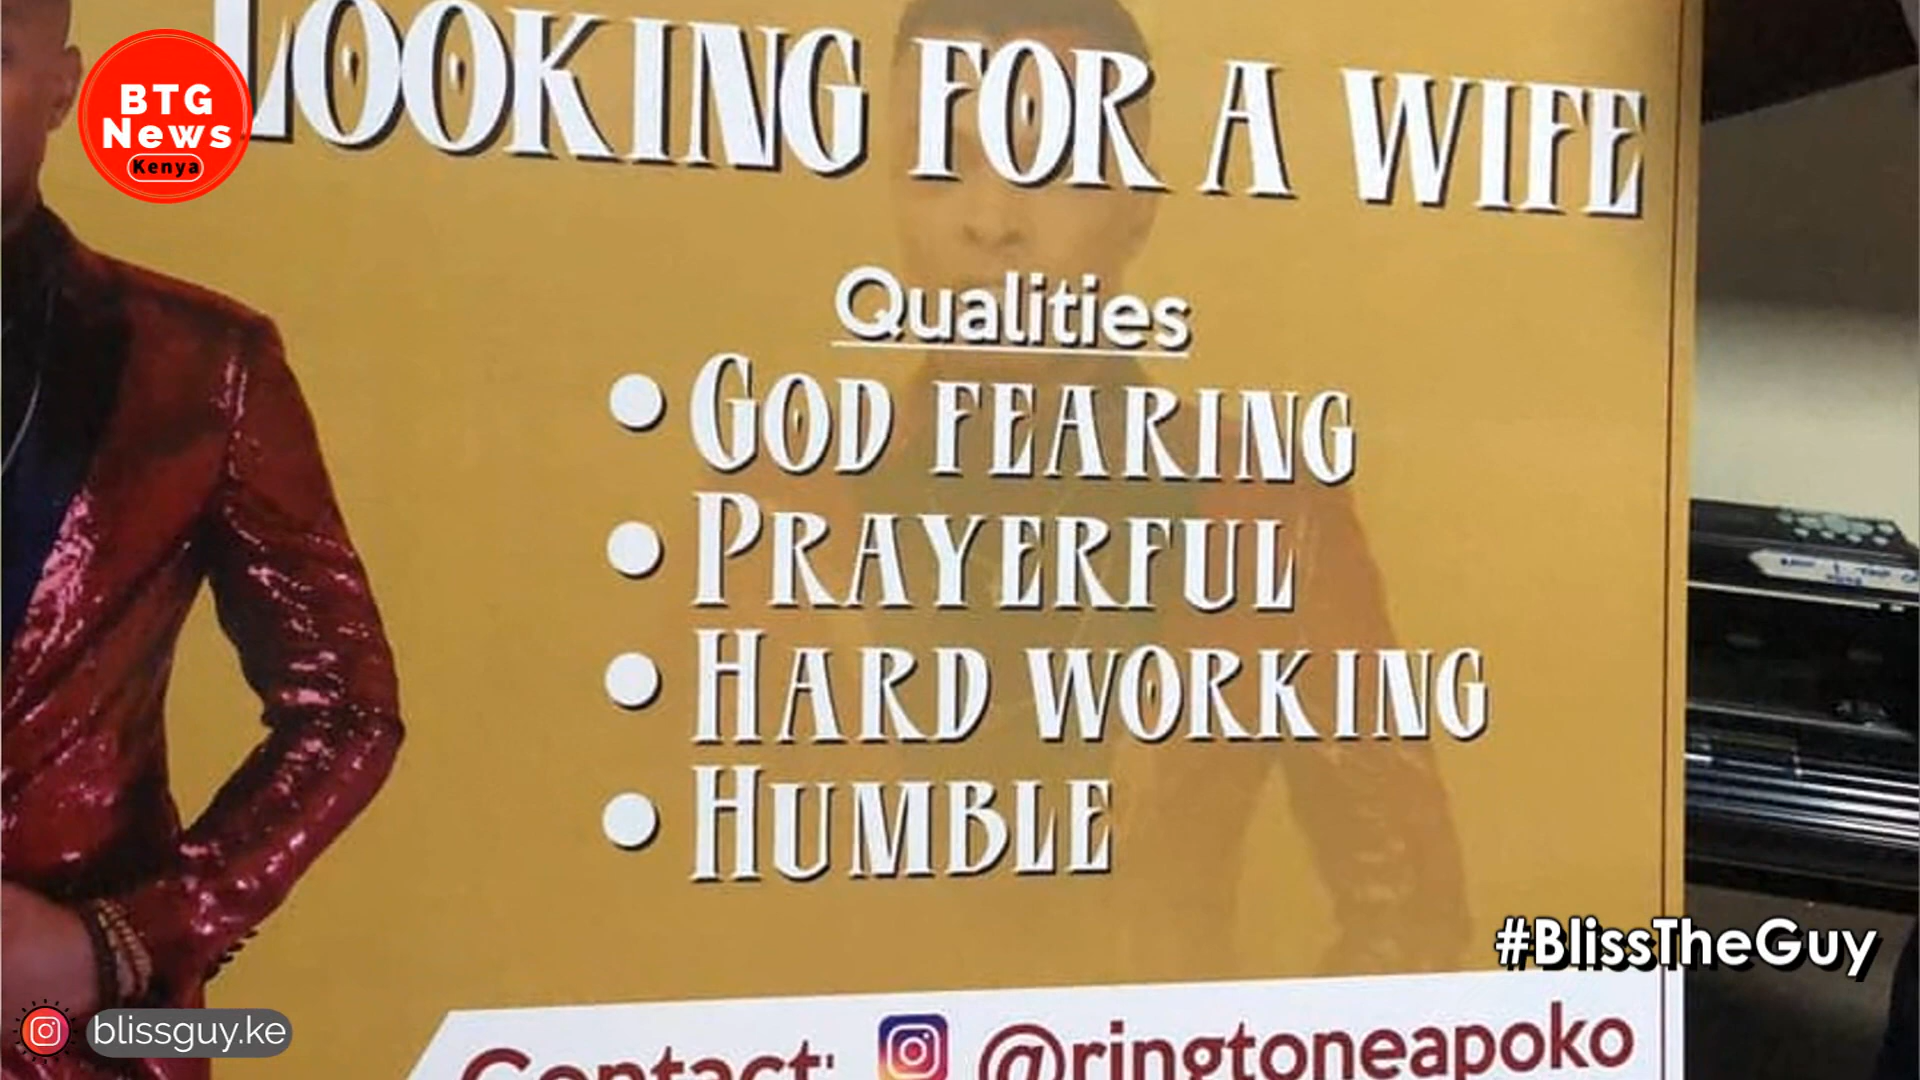 BTG
News
Kenya
LOOKING FOR A WIFE
Qualities
• GOD FEARING
• PRAYERFUL
• HARD WORKING
• HUMBLE
#BlissTheGuy
Contact: @ringtoneapoko
blissguy.ke